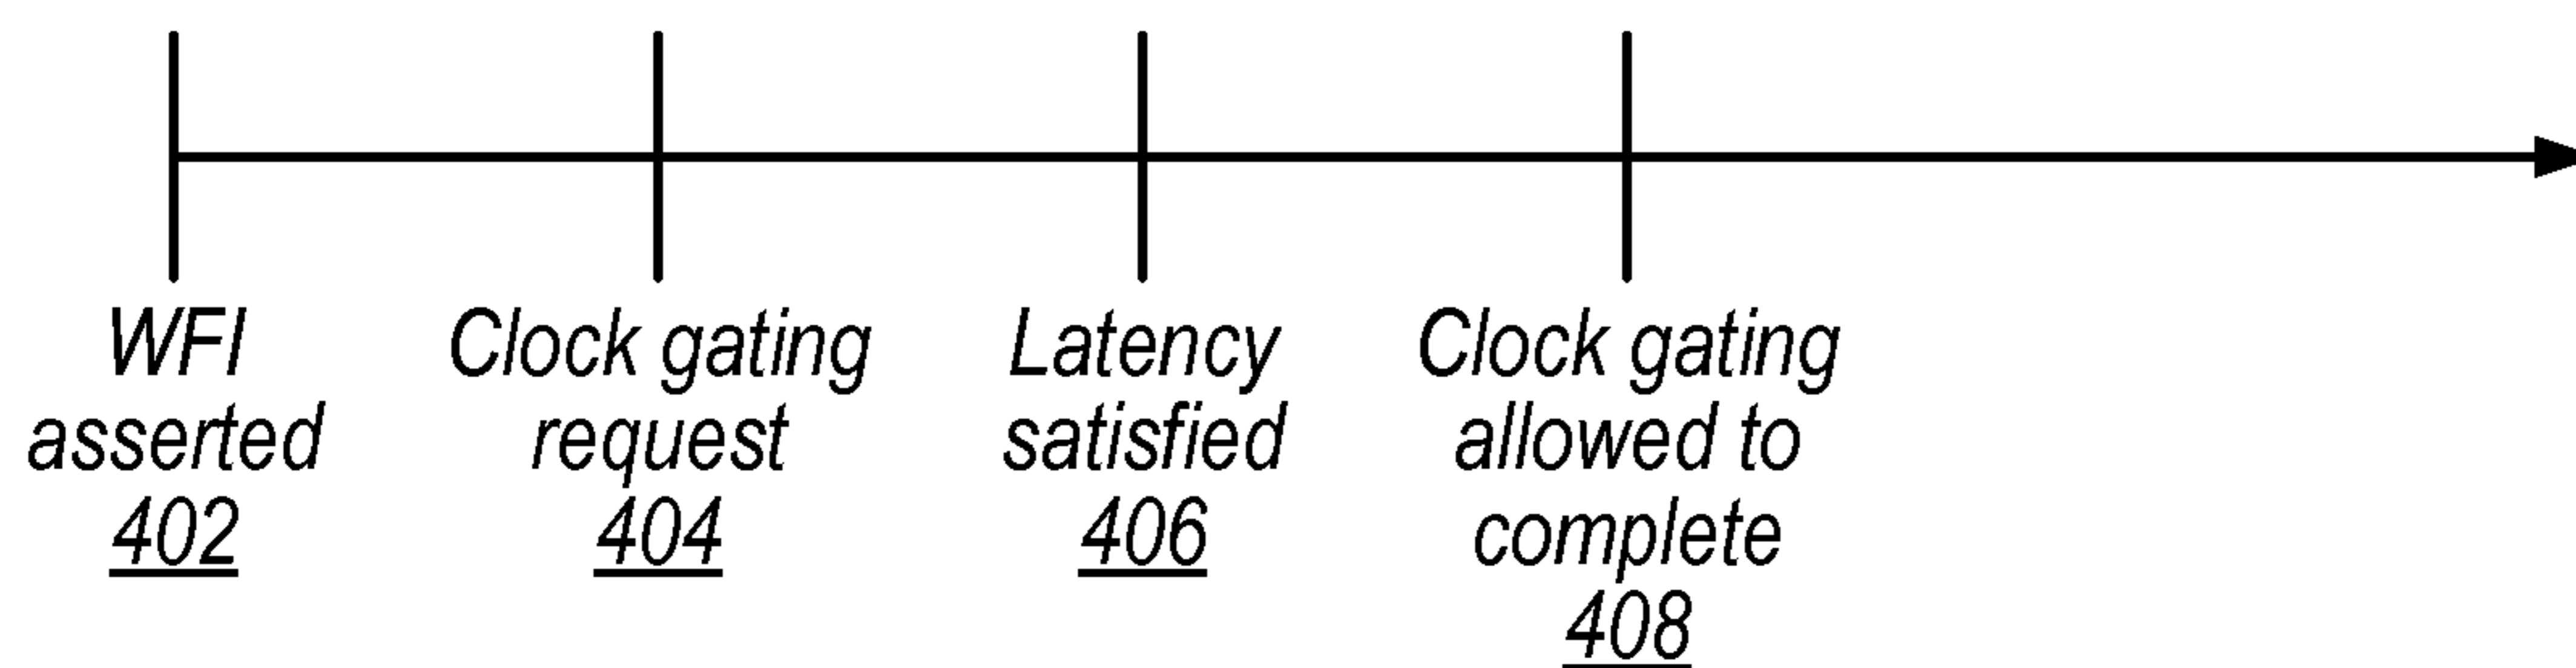 WFI
asserted
402
Clock gating
request
404
Latency
satisfied
406
Clock gating
allowed to
complete
408